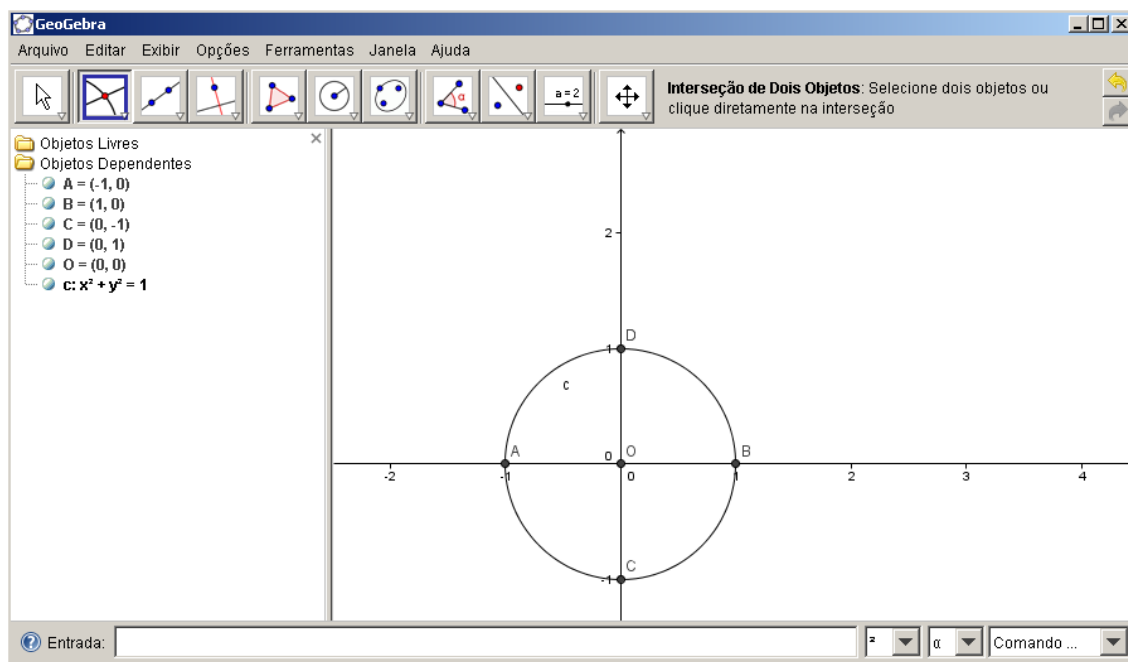 GeoGebra
Arquivo Editar Exibir Opções Ferramentas Janela Ajuda
α
a = 2
Interseção de Dois Objetos: Selecione dois objetos ou
clique diretamente na interseção
Objetos Livres
Objetos Dependentes
A = (-1, 0)
B = (1, 0)
C = (0, -1)
D = (0, 1)
O = (0, 0)
c: x² + y² = 1
2
D
1
c
A
0
O
B
-2
-1
0
1
2
3
4
C
-1
Entrada:
²
α
Comando ...